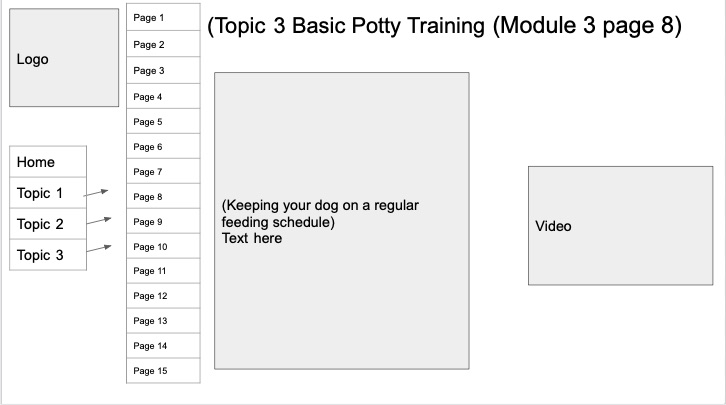 Logo
Home
Topic 1
Topic 2
Topic 3
Page 1
Page 2
Page 3
Page 4
Page 5
Page 6
Page 7
Page 8
Page 9
Page 10
Page 11
Page 12
Page 13
Page 14
Page 15
(Topic 3 Basic Potty Training (Module 3 page 8)
(Keeping your dog on a regular
feeding schedule)
Text here
Video